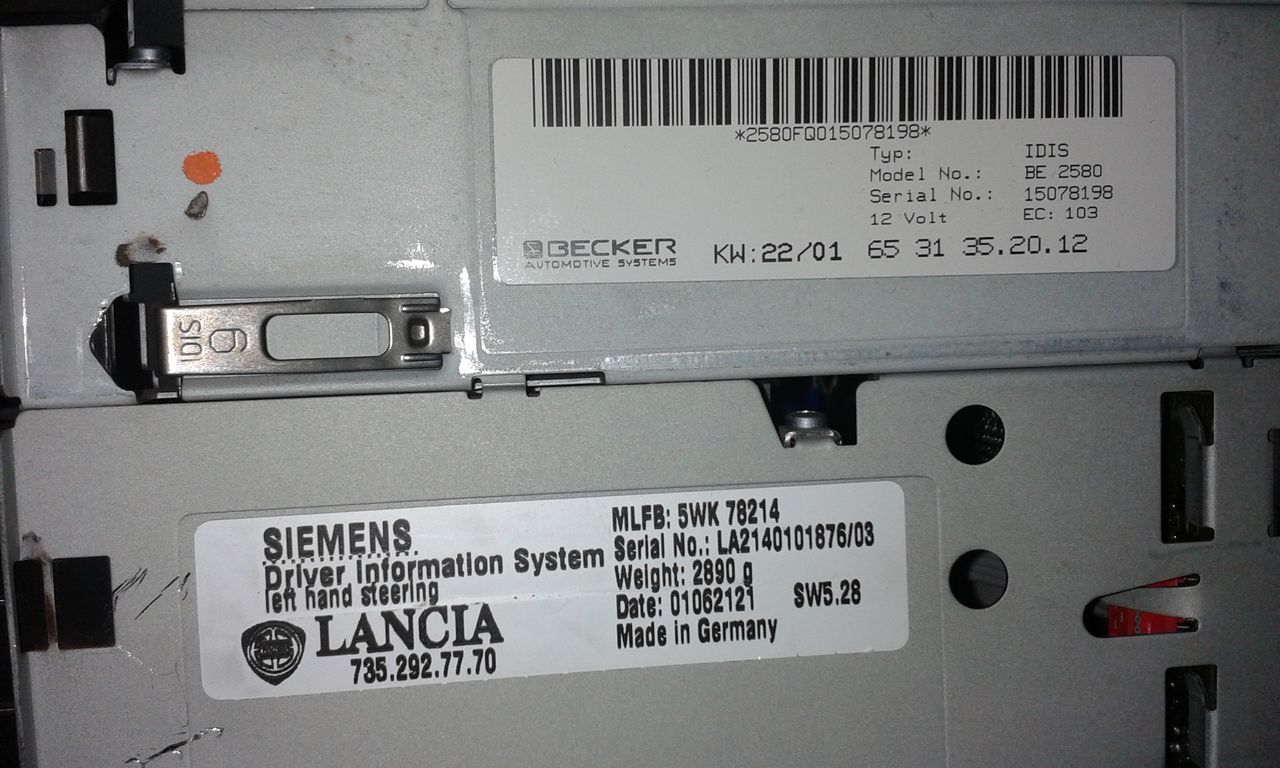 *2580FQ015078198*
Typ: IDIS
Model No.: BE 2580
Serial No.: 15078198
12 Volt EC: 103
BECKER
AUTOMOTIVE SYSTEMS
KW:22/01 65 31 35.20.12
IDIS
9
SIEMENS
Driver Information System
left hand steering
LANCIA
735.292.77.70
MLFB: 5WK 78214
Serial No.: LA2140101876/03
Weight: 2890 g
Date: 01062121 SW5.28
Made in Germany